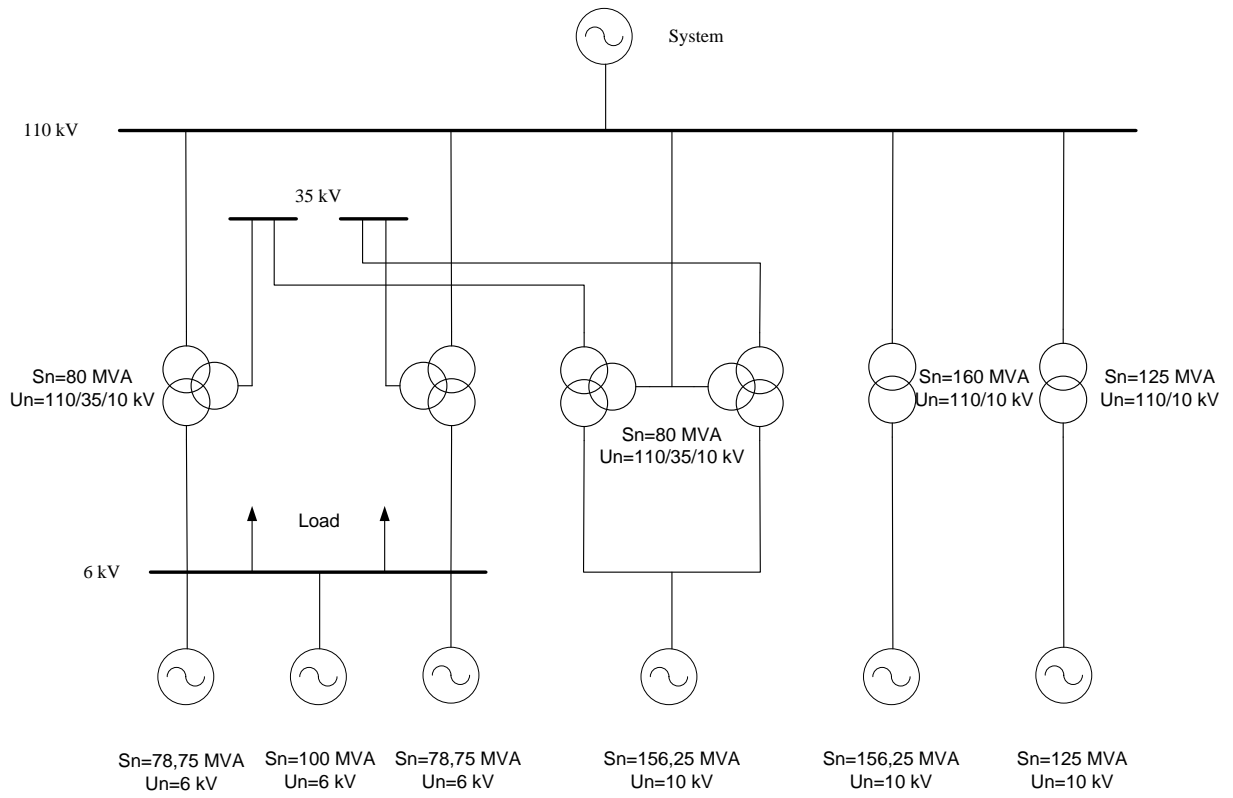 System
110 kV
35 kV
Sn=80 MVA
Un=110/35/10 kV
Sn=80 MVA
Un=110/35/10 kV
Sn=160 MVA
Un=110/10 kV
Sn=125 MVA
Un=110/10 kV
Load
6 kV
Sn=78,75 MVA
Un=6 kV
Sn=100 MVA
Un=6 kV
Sn=78,75 MVA
Un=6 kV
Sn=156,25 MVA
Un=10 kV
Sn=156,25 MVA
Un=10 kV
Sn=125 MVA
Un=10 kV